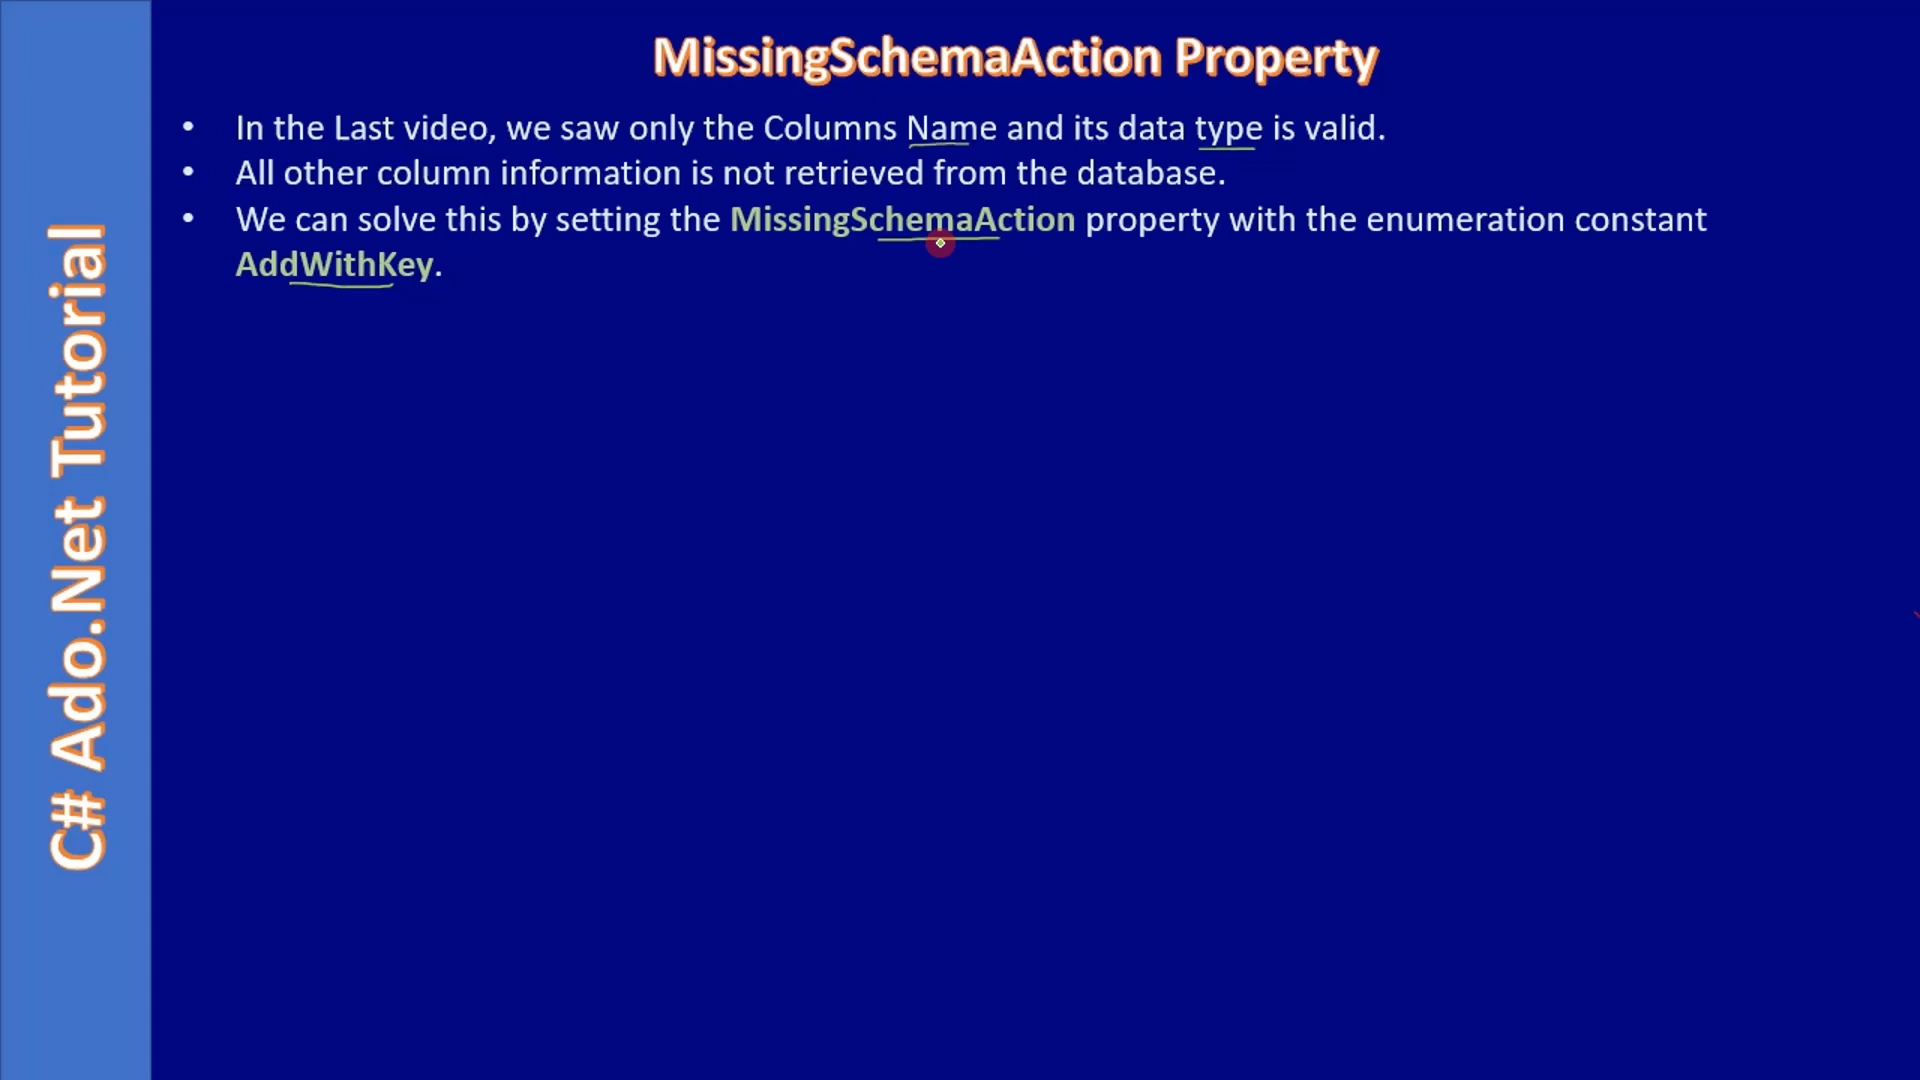 MissingSchemaAction Property
• In the Last video, we saw only the Columns Name and its data type is valid.
• All other column information is not retrieved from the database.
• We can solve this by setting the MissingSchemaAction property with the enumeration constant
AddWithKey.
C# Ado.Net Tutorial